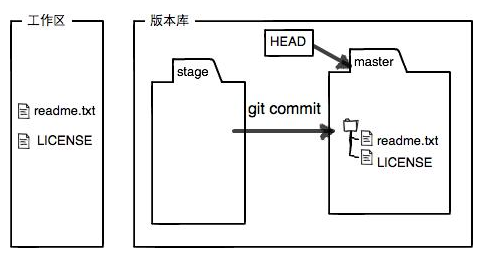 工作区
readme.txt
LICENSE
版本库
HEAD
stage
master
git commit
readme.txt
LICENSE